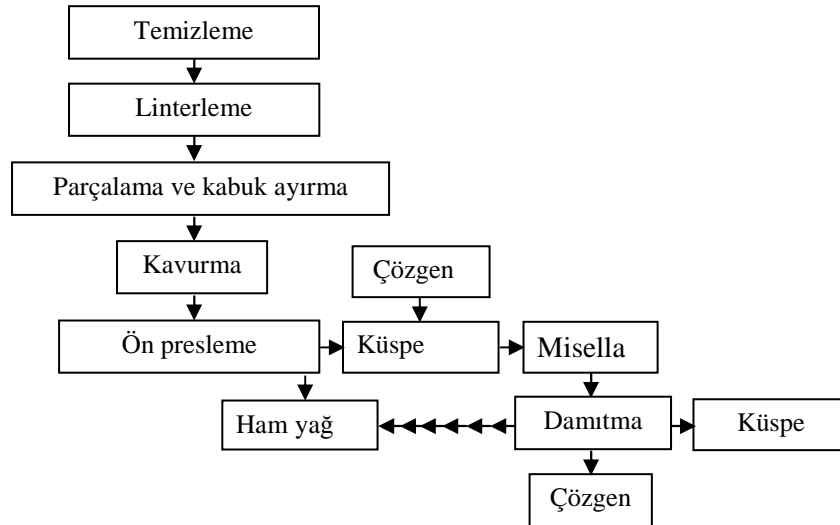 Temizleme
Linterleme
Parçalama ve kabuk ayırma
Kavurma
Çözgen
Ön presleme
Küspe
Misella
Ham yağ
Damıtma
Küspe
Çözgen